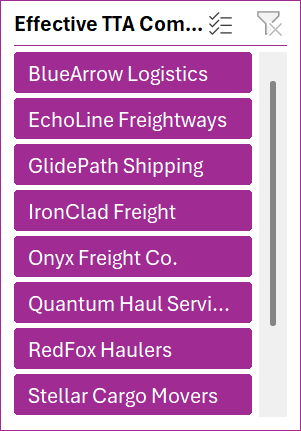 Effective TTA Com...
BlueArrow Logistics
EchoLine Freightways
GlidePath Shipping
IronClad Freight
Onyx Freight Co.
Quantum Haul Servi...
RedFox Haulers
Stellar Cargo Movers